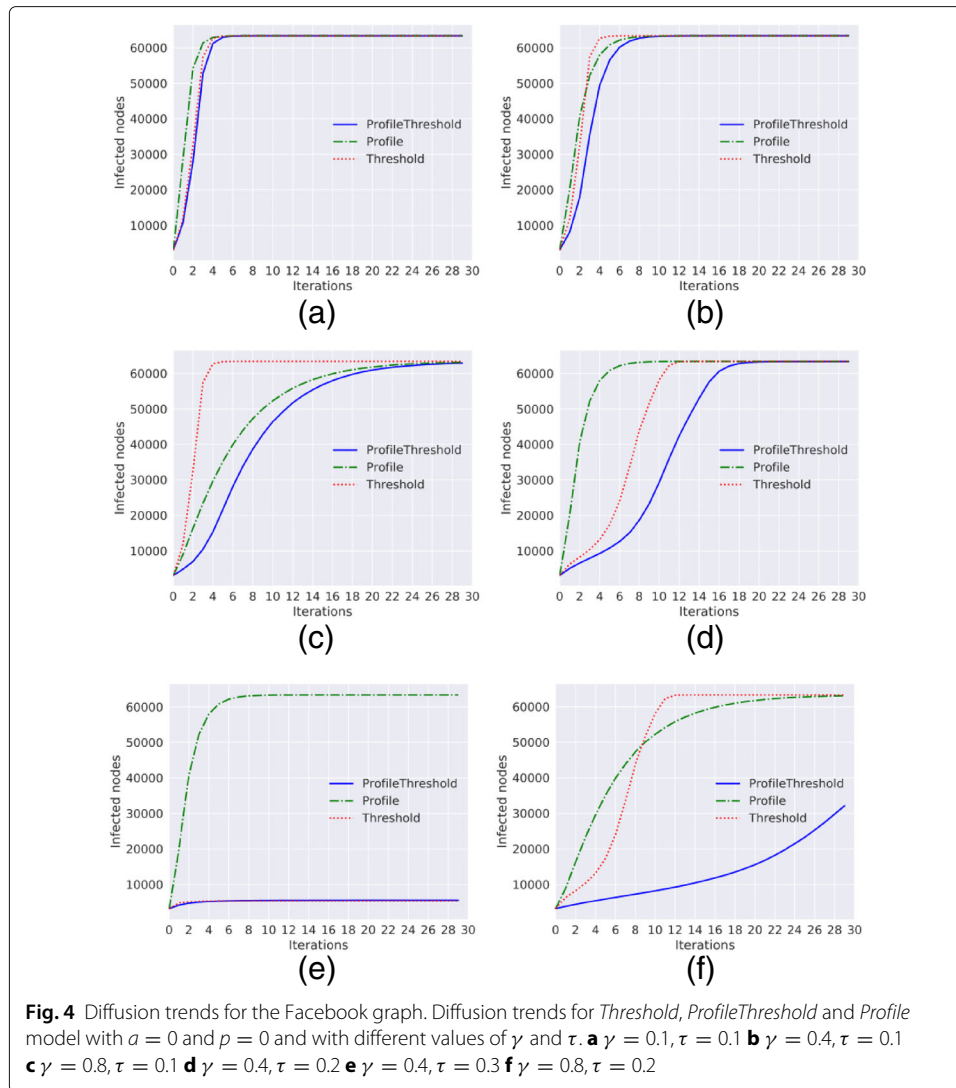 60000
50000
40000
30000
20000
10000
Infected nodes
ProfileThreshold
Profile
Threshold
0 2 4 6 8 10 12 14 16 18 20 22 24 26 28 30
Iterations
(a)
60000
50000
40000
30000
20000
10000
Infected nodes
ProfileThreshold
Profile
Threshold
0 2 4 6 8 10 12 14 16 18 20 22 24 26 28 30
Iterations
(b)
60000
50000
40000
30000
20000
10000
Infected nodes
ProfileThreshold
Profile
Threshold
0 2 4 6 8 10 12 14 16 18 20 22 24 26 28 30
Iterations
(c)
60000
50000
40000
30000
20000
10000
Infected nodes
ProfileThreshold
Profile
Threshold
0 2 4 6 8 10 12 14 16 18 20 22 24 26 28 30
Iterations
(d)
60000
50000
40000
30000
20000
10000
Infected nodes
ProfileThreshold
Profile
Threshold
0 2 4 6 8 10 12 14 16 18 20 22 24 26 28 30
Iterations
(e)
60000
50000
40000
30000
20000
10000
Infected nodes
ProfileThreshold
Profile
Threshold
0 2 4 6 8 10 12 14 16 18 20 22 24 26 28 30
Iterations
(f)
Fig. 4 Diffusion trends for the Facebook graph. Diffusion trends for Threshold, ProfileThreshold and Profile
model with a = 0 and p = 0 and with different values of γ and τ. a γ = 0.1, τ = 0.1 b γ = 0.4, τ = 0.1
c γ = 0.8, τ = 0.1 d γ = 0.4, τ = 0.2 e γ = 0.4, τ = 0.3 f γ = 0.8, τ = 0.2